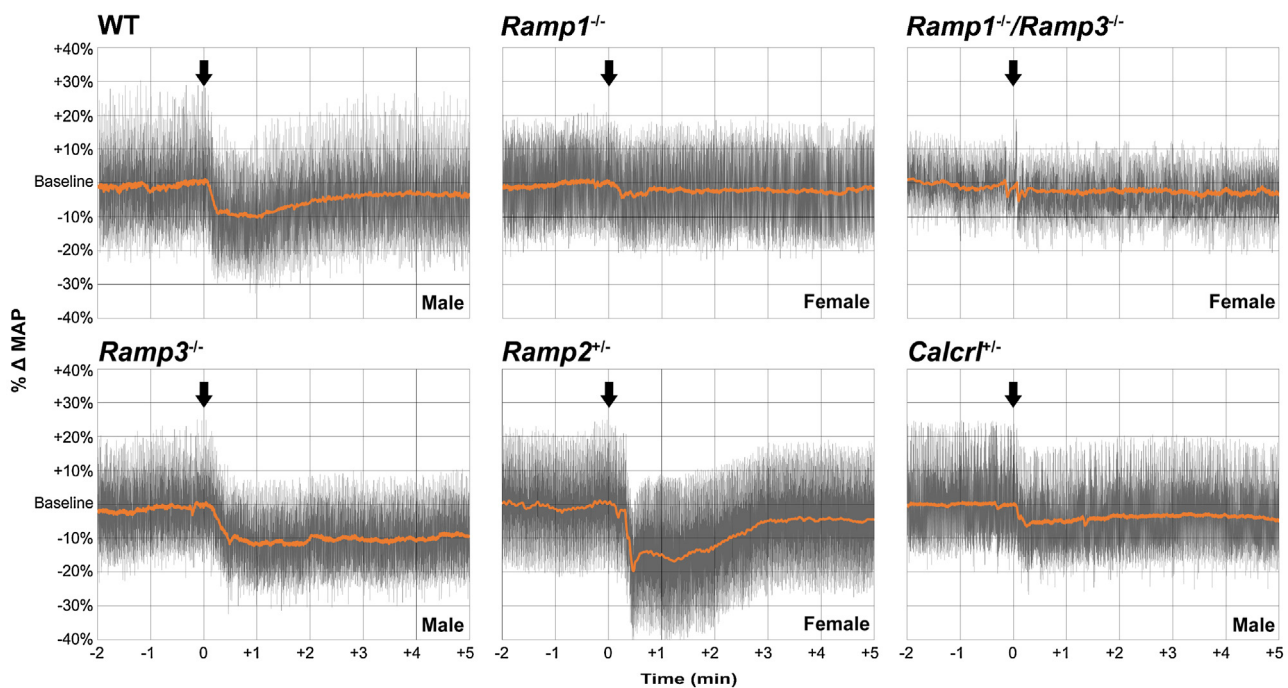 WT
Ramp1-/-
Ramp1-/-/Ramp3-/-
+40%
+30%
+20%
+10%
Baseline
-10%
-20%
-30%
-40%
Male
Female
Female
% Δ MAP
Ramp3-/-
Ramp2+/-
Calcrl+/-
+40%
+30%
+20%
+10%
Baseline
-10%
-20%
-30%
-40%
Male
Female
Male
-2 -1 0 +1 +2 +3 +4 +5
-2 -1 0 +1 +2 +3 +4 +5
-2 -1 0 +1 +2 +3 +4 +5
Time (min)